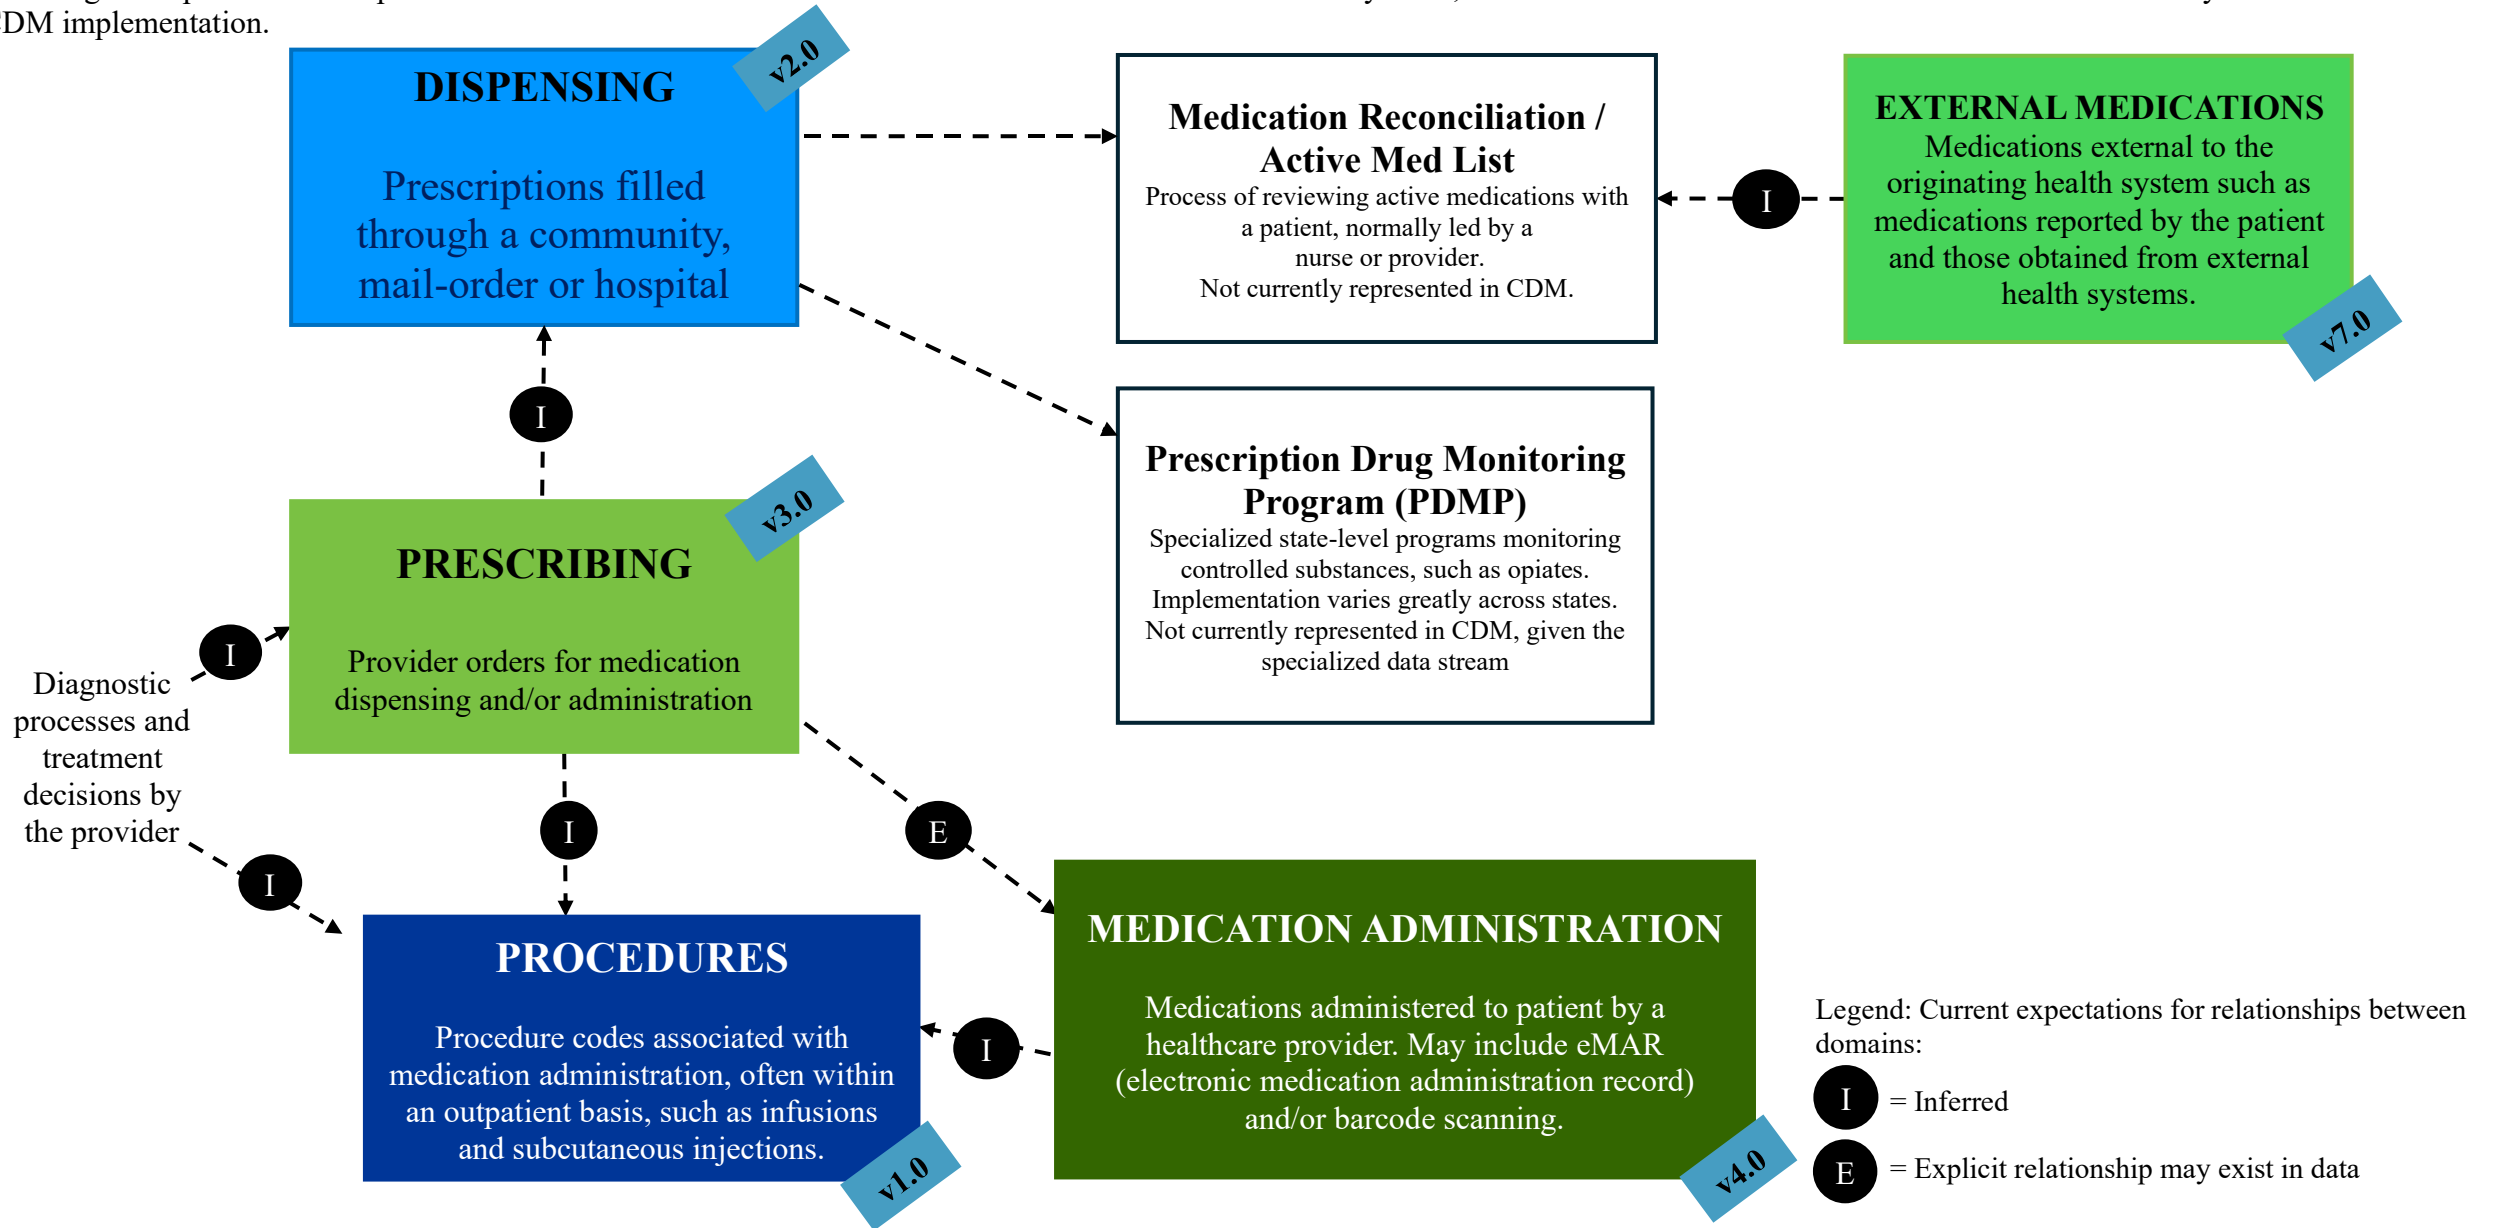 CDM implementation.
DISPENSING
Prescriptions filled
through a community,
mail-order or hospital
v2.0
Medication Reconciliation /
Active Med List
Process of reviewing active medications with
a patient, normally led by a
nurse or provider.
Not currently represented in CDM.
I
EXTERNAL MEDICATIONS
Medications external to the
originating health system such as
medications reported by the patient
and those obtained from external
health systems.
v7.0
I
Prescription Drug Monitoring
Program (PDMP)
Specialized state-level programs monitoring
controlled substances, such as opiates.
Implementation varies greatly across states.
Not currently represented in CDM, given the
specialized data stream
v3.0
PRESCRIBING
Provider orders for medication
dispensing and/or administration
I
Diagnostic
processes and
treatment
decisions by
the provider
I
I
E
PROCEDURES
Procedure codes associated with
medication administration, often within
an outpatient basis, such as infusions
and subcutaneous injections.
v1.0
I
MEDICATION ADMINISTRATION
Medications administered to patient by a
healthcare provider. May include eMAR
(electronic medication administration record)
and/or barcode scanning.
v4.0
Legend: Current expectations for relationships between
domains:
I = Inferred
E = Explicit relationship may exist in data